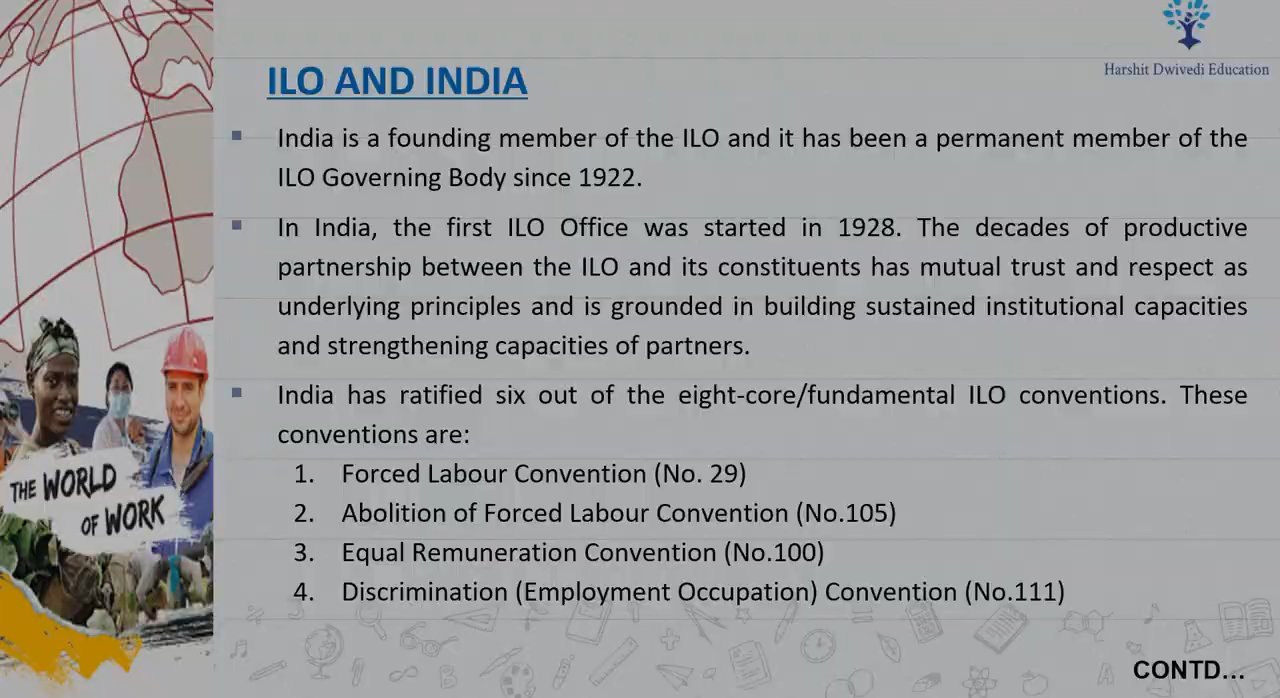 Harshit Dwivedi Education
ILO AND INDIA
▪ India is a founding member of the ILO and it has been a permanent member of the
ILO Governing Body since 1922.
▪ In India, the first ILO Office was started in 1928. The decades of productive
partnership between the ILO and its constituents has mutual trust and respect as
underlying principles and is grounded in building sustained institutional capacities
and strengthening capacities of partners.
▪ India has ratified six out of the eight-core/fundamental ILO conventions. These
conventions are:
1. Forced Labour Convention (No. 29)
2. Abolition of Forced Labour Convention (No.105)
3. Equal Remuneration Convention (No.100)
4. Discrimination (Employment Occupation) Convention (No.111)
THE WORLD
OF WORK
CONTD...